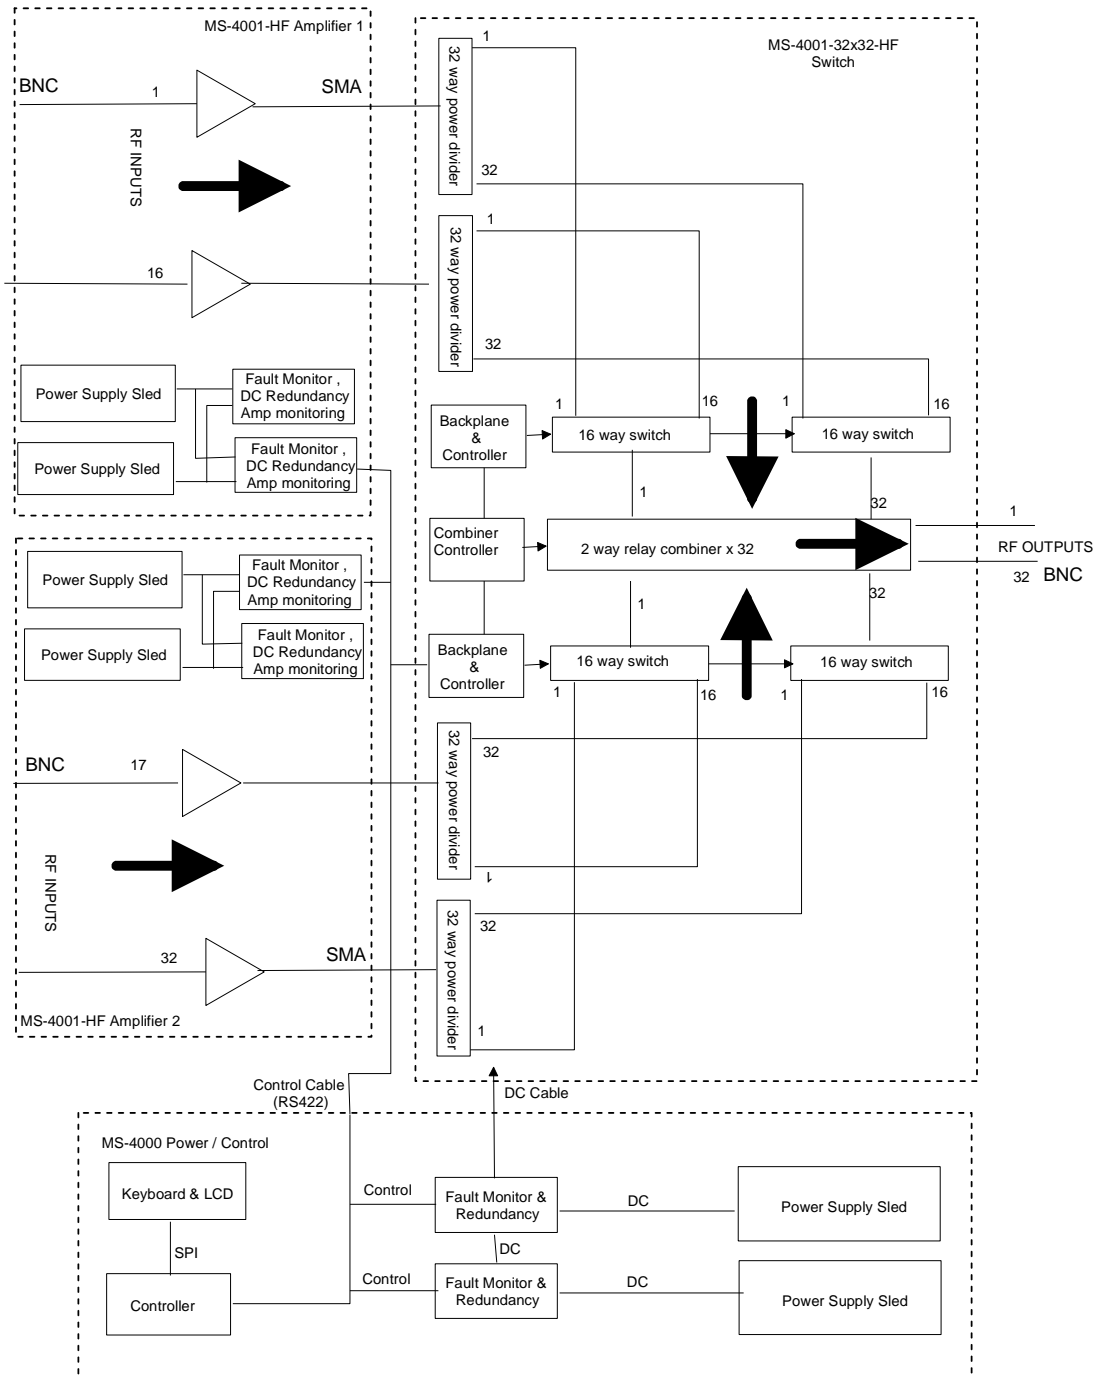 MS-4001-HF Amplifier 1
BNC
1
SMA
RF INPUTS
16
Power Supply Sled
Fault Monitor ,
DC Redundancy
Amp monitoring
Power Supply Sled
Fault Monitor ,
DC Redundancy
Amp monitoring
MS-4001-32x32-HF
Switch
32 way power divider
1
32
32 way power divider
1
32
Backplane
&
Controller
1
16
16 way switch
1
16
16 way switch
1
32
Combiner
Controller
2 way relay combiner x 32
1
RF OUTPUTS
32
BNC
1
32
Backplane
&
Controller
16 way switch
1
16
16 way switch
1
16
Power Supply Sled
Fault Monitor ,
DC Redundancy
Amp monitoring
Power Supply Sled
Fault Monitor ,
DC Redundancy
Amp monitoring
BNC
17
RF INPUTS
32
SMA
MS-4001-HF Amplifier 2
32 way power divider
32
1
32 way power divider
32
1
Control Cable
(RS422)
DC Cable
MS-4000 Power / Control
Keyboard & LCD
SPI
Controller
Control
Fault Monitor &
Redundancy
DC
Power Supply Sled
DC
Control
Fault Monitor &
Redundancy
DC
Power Supply Sled